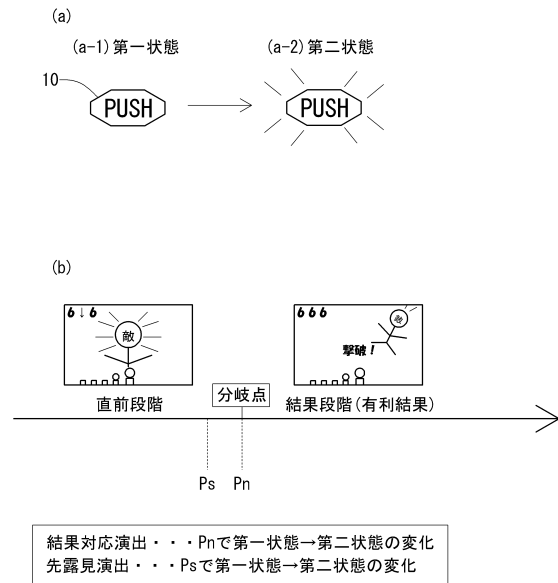 (a)
(a-1)第一状態 (a-2)第二状態
10
PUSH PUSH
(b)
6↓6 666
敵 敵
撃破！
直前段階 分岐点 結果段階(有利結果)
Ps Pn
結果対応演出・・・Pnで第一状態→第二状態の変化
先露見演出・・・Psで第一状態→第二状態の変化